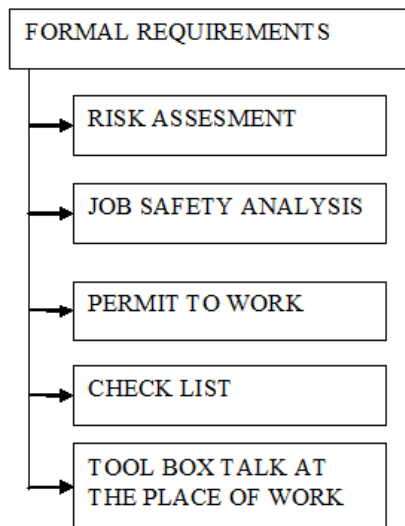 FORMAL REQUIREMENTS
RISK ASSESMENT
JOB SAFETY ANALYSIS
PERMIT TO WORK
CHECK LIST
TOOL BOX TALK AT
THE PLACE OF WORK